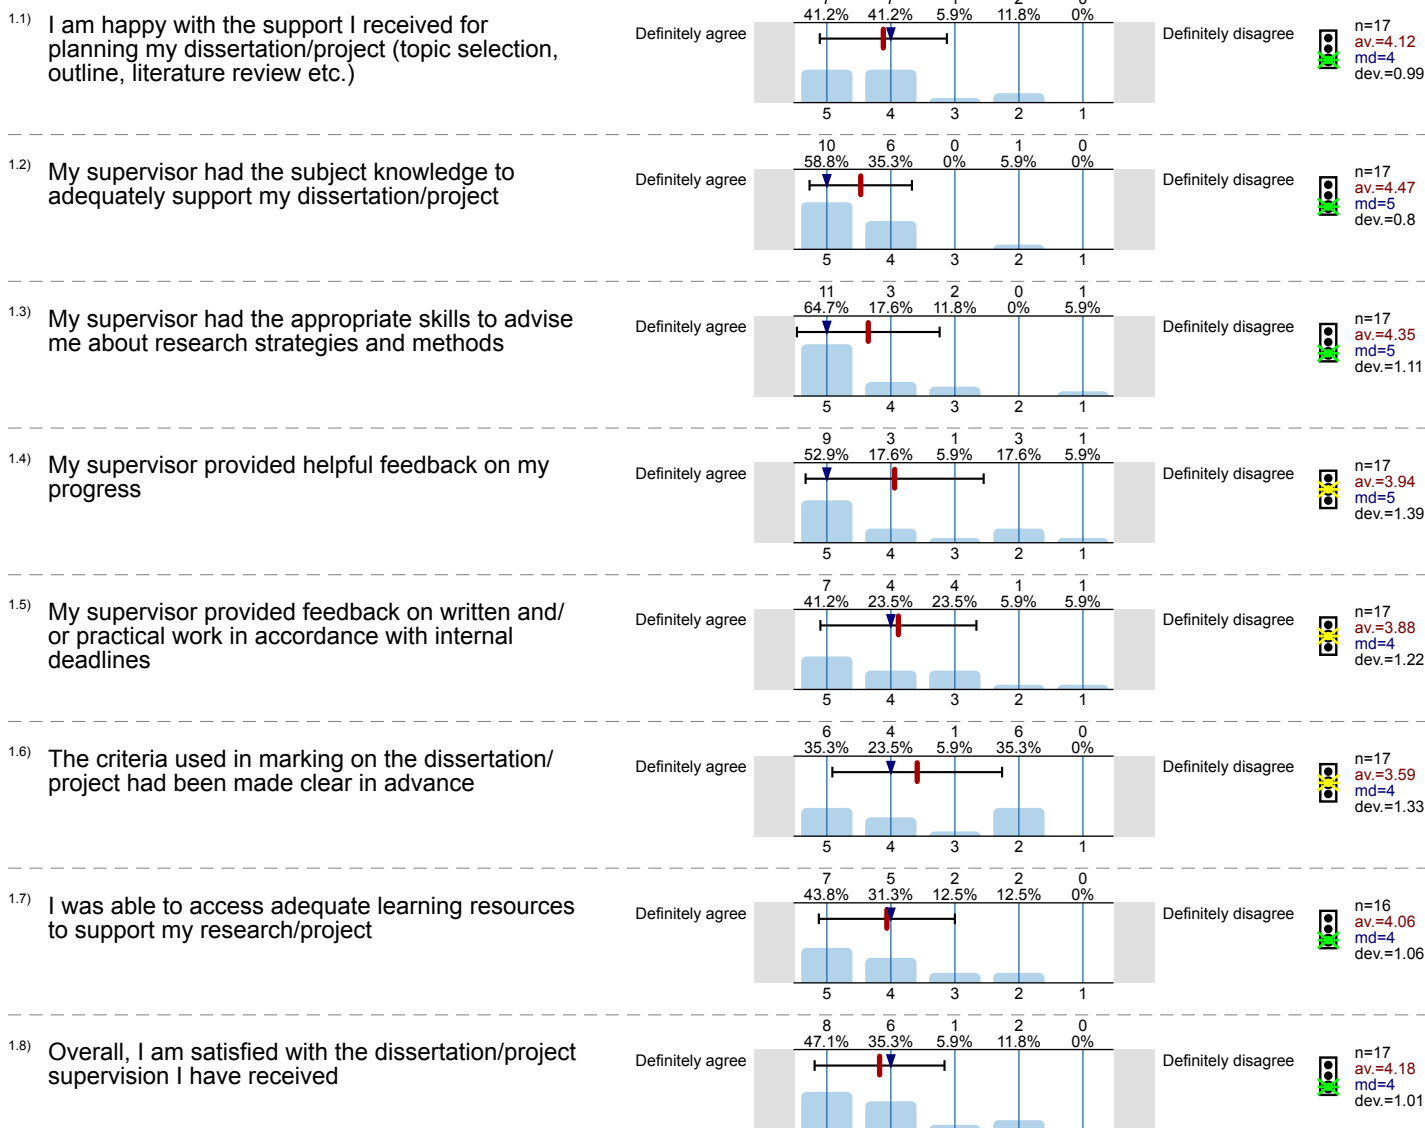 7 7 1 2 0
1.1) I am happy with the support I received for
planning my dissertation/project (topic selection,
outline, literature review etc.)
Definitely agree
41.2% 41.2% 5.9% 11.8% 0%
5 4 3 2 1
Definitely disagree
n=17
av.=4.12
md=4
dev.=0.99
1.2) My supervisor had the subject knowledge to
adequately support my dissertation/project
Definitely agree
10 6 0 1 0
58.8% 35.3% 0% 5.9% 0%
5 4 3 2 1
Definitely disagree
n=17
av.=4.47
md=5
dev.=0.8
1.3) My supervisor had the appropriate skills to advise
me about research strategies and methods
Definitely agree
11 3 2 0 1
64.7% 17.6% 11.8% 0% 5.9%
5 4 3 2 1
Definitely disagree
n=17
av.=4.35
md=5
dev.=1.11
1.4) My supervisor provided helpful feedback on my
progress
Definitely agree
9 3 1 3 1
52.9% 17.6% 5.9% 17.6% 5.9%
5 4 3 2 1
Definitely disagree
n=17
av.=3.94
md=5
dev.=1.39
1.5) My supervisor provided feedback on written and/
or practical work in accordance with internal
deadlines
Definitely agree
7 4 4 1 1
41.2% 23.5% 23.5% 5.9% 5.9%
5 4 3 2 1
Definitely disagree
n=17
av.=3.88
md=4
dev.=1.22
1.6) The criteria used in marking on the dissertation/
project had been made clear in advance
Definitely agree
6 4 1 6 0
35.3% 23.5% 5.9% 35.3% 0%
5 4 3 2 1
Definitely disagree
n=17
av.=3.59
md=4
dev.=1.33
1.7) I was able to access adequate learning resources
to support my research/project
Definitely agree
7 5 2 2 0
43.8% 31.3% 12.5% 12.5% 0%
5 4 3 2 1
Definitely disagree
n=16
av.=4.06
md=4
dev.=1.06
1.8) Overall, I am satisfied with the dissertation/project
supervision I have received
Definitely agree
8 6 1 2 0
47.1% 35.3% 5.9% 11.8% 0%
Definitely disagree
n=17
av.=4.18
md=4
dev.=1.01